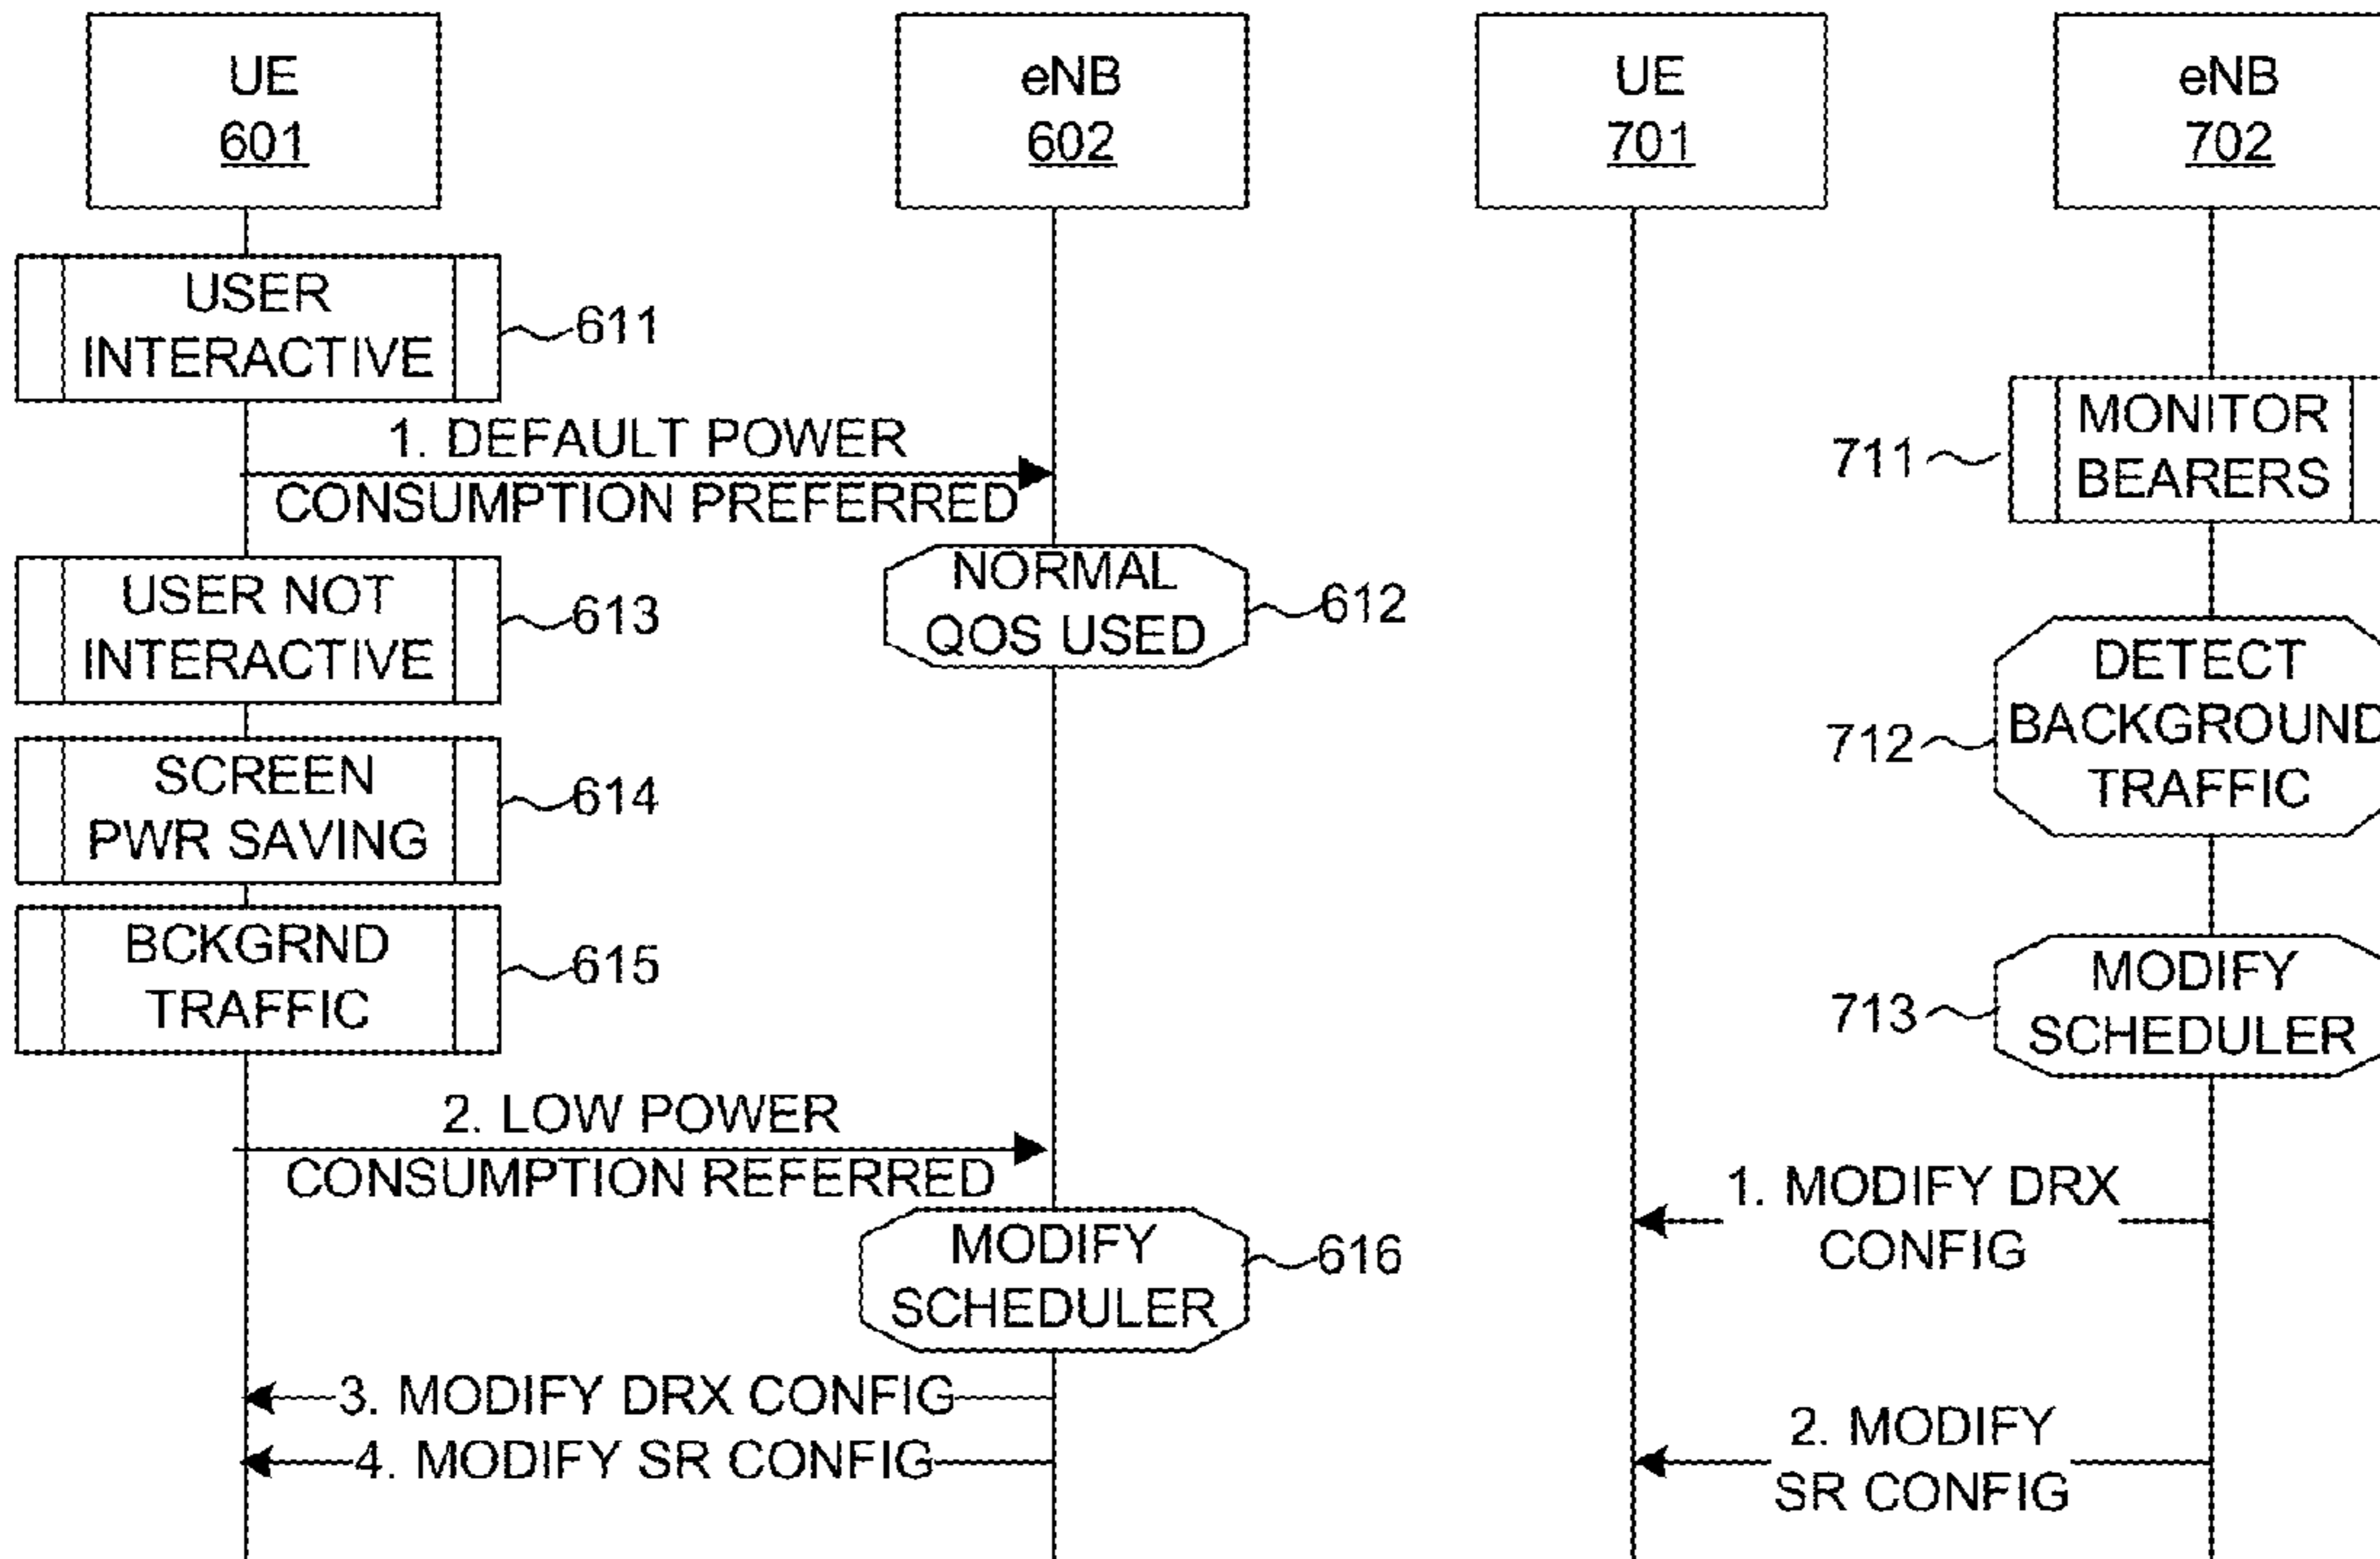 UE
601
eNB
602
USER
INTERACTIVE
611
1. DEFAULT POWER
CONSUMPTION PREFERRED
NORMAL
QOS USED
612
USER NOT
INTERACTIVE
613
SCREEN
PWR SAVING
614
BCKGRND
TRAFFIC
615
2. LOW POWER
CONSUMPTION REFERRED
MODIFY
SCHEDULER
616
3. MODIFY DRX CONFIG
4. MODIFY SR CONFIG
UE
701
eNB
702
MONITOR
BEARERS
711
DETECT
BACKGROUND
TRAFFIC
712
MODIFY
SCHEDULER
713
1. MODIFY DRX
CONFIG
2. MODIFY
SR CONFIG